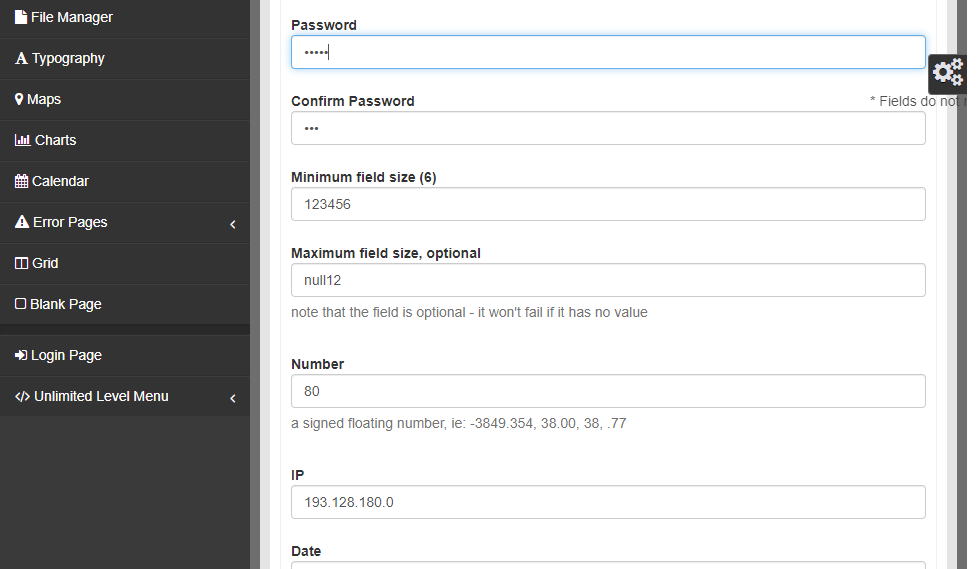 File Manager
Typography
Maps
Charts
Calendar
Error Pages
Grid
Blank Page
Login Page
Unlimited Level Menu
Password
•••••
Confirm Password
* Fields do not
•••
Minimum field size (6)
123456
Maximum field size, optional
null12
note that the field is optional - it won't fail if it has no value
Number
80
a signed floating number, ie: -3849.354, 38.00, 38, .77
IP
193.128.180.0
Date